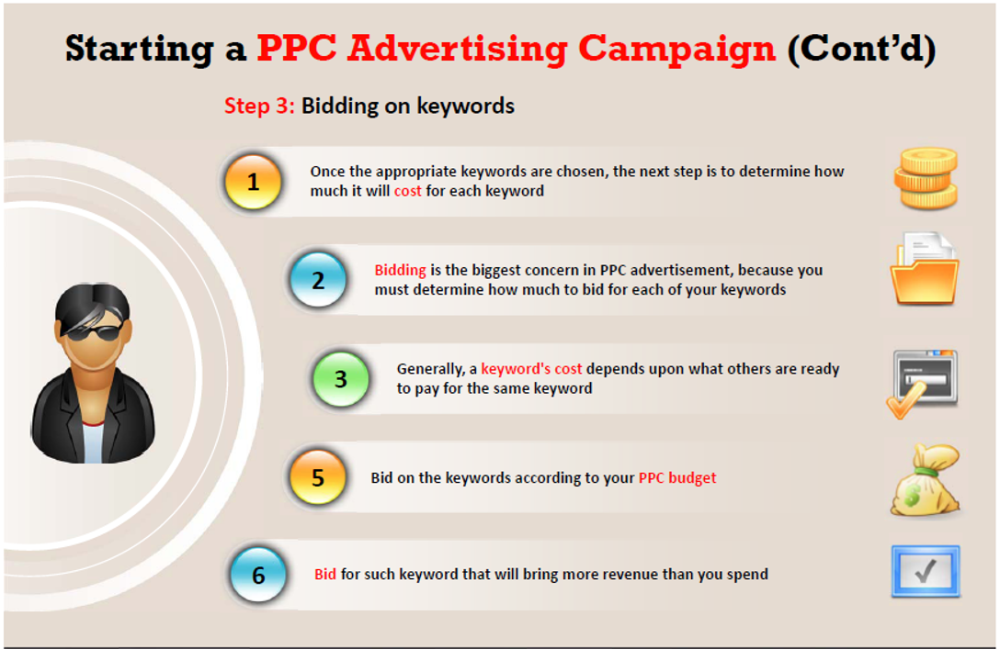 Starting a PPC Advertising Campaign (Cont’d)
Step 3: Bidding on keywords
1
Once the appropriate keywords are chosen, the next step is to determine how
much it will cost for each keyword
2
Bidding is the biggest concern in PPC advertisement, because you
must determine how much to bid for each of your keywords
3
Generally, a keyword's cost depends upon what others are ready
to pay for the same keyword
5
Bid on the keywords according to your PPC budget
6
Bid for such keyword that will bring more revenue than you spend